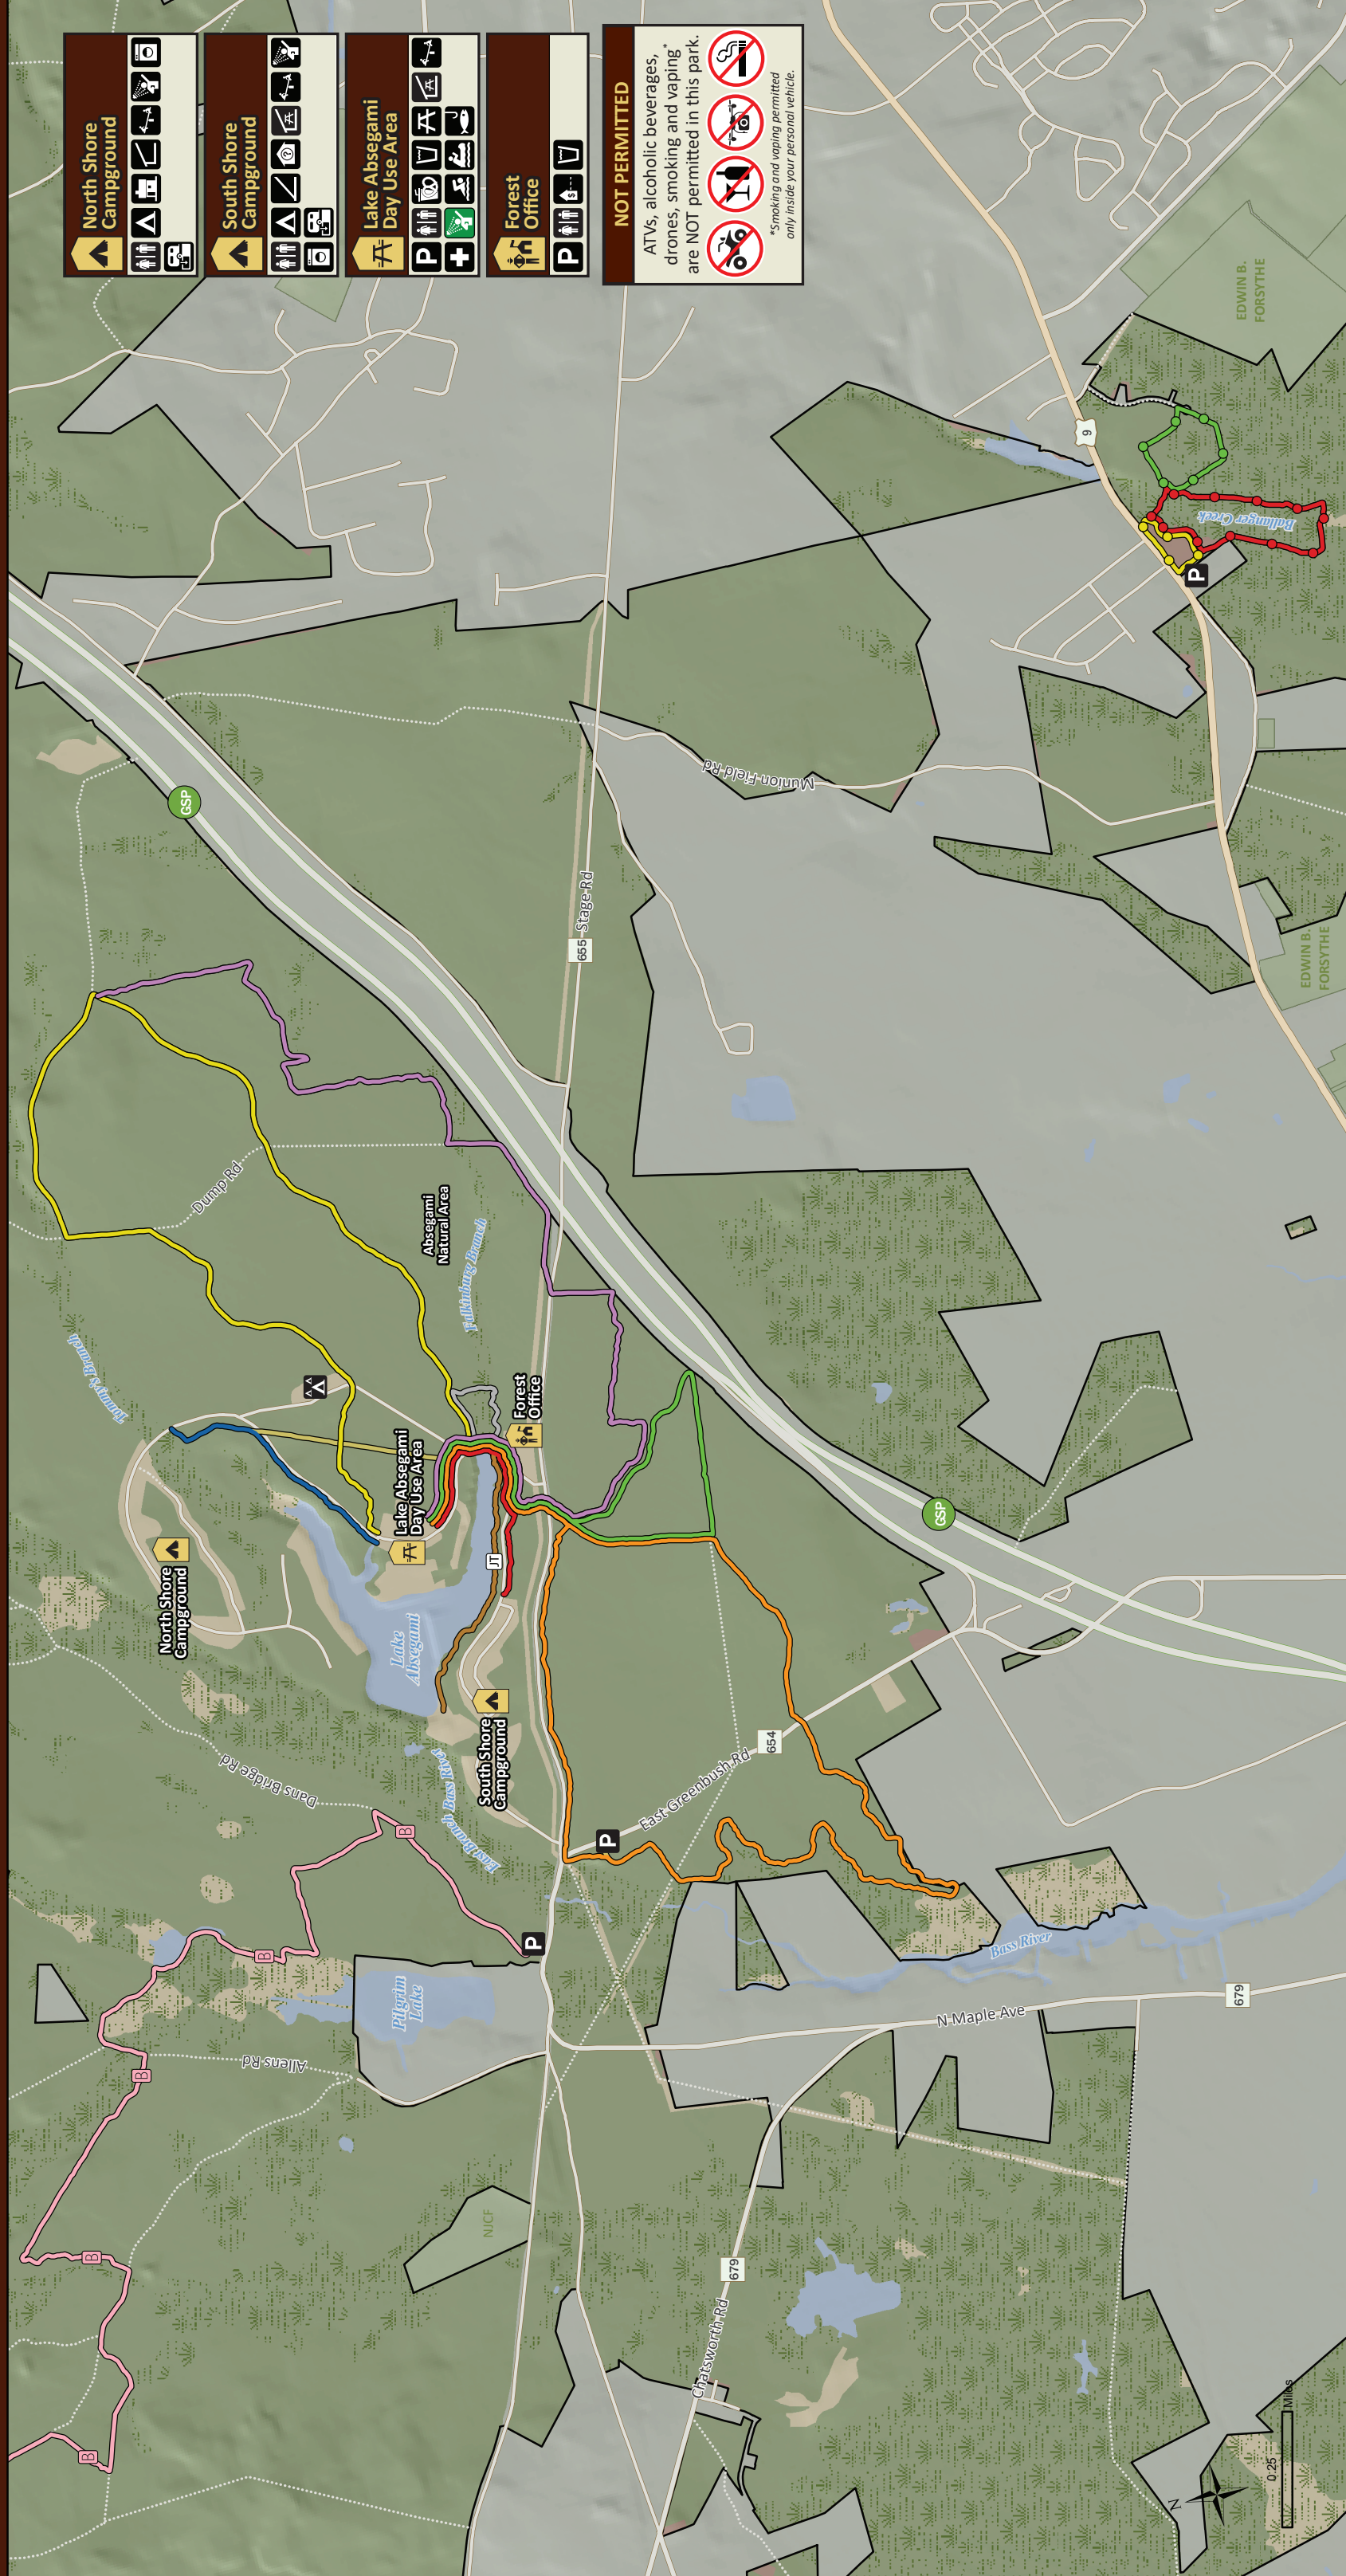 North Shore
Campground
South Shore
Campground
Lake Absegami
Day Use Area
P
Forest
Office
P
NOT PERMITTED
ATVs, alcoholic beverages,
drones, smoking and vaping*
are NOT permitted in this park.
*Smoking and vaping permitted
only inside your personal vehicle.
EDWIN B.
FORSYTHE
9
Ballanger Creek
P
EDWIN B.
FORSYTHE
Munion Field Rd
GSP
Stage Rd
655
Dump Rd
Absegami
Natural Area
Falkinburg Branch
Tommy's Branch
Forest
Office
Lake Absegami
Day Use Area
North Shore
Campground
JT
Lake
Absegami
South Shore
Campground
GSP
654
East Greenbush Rd
P
Dans Bridge Rd
East Branch Bass River
B
P
B
Pilgrim
Lake
Bass River
N Maple Ave
679
Allens Rd
B
B
B
NJCF
679
Chatsworth Rd
N
0.25
Miles